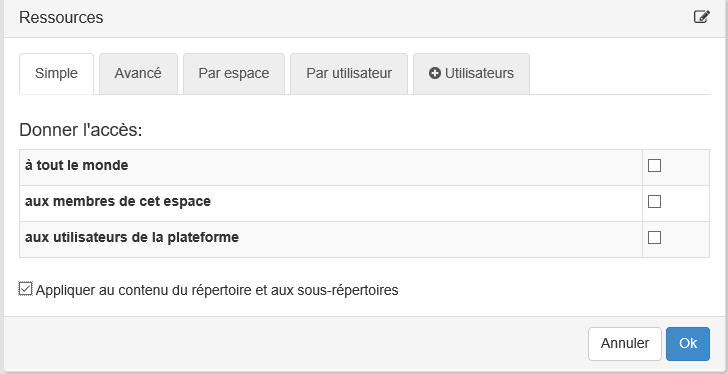 Ressources
Simple Avancé Par espace Par utilisateur Utilisateurs
Donner l'accès:
à tout le monde
aux membres de cet espace
aux utilisateurs de la plateforme
Appliquer au contenu du répertoire et aux sous-répertoires
Annuler Ok